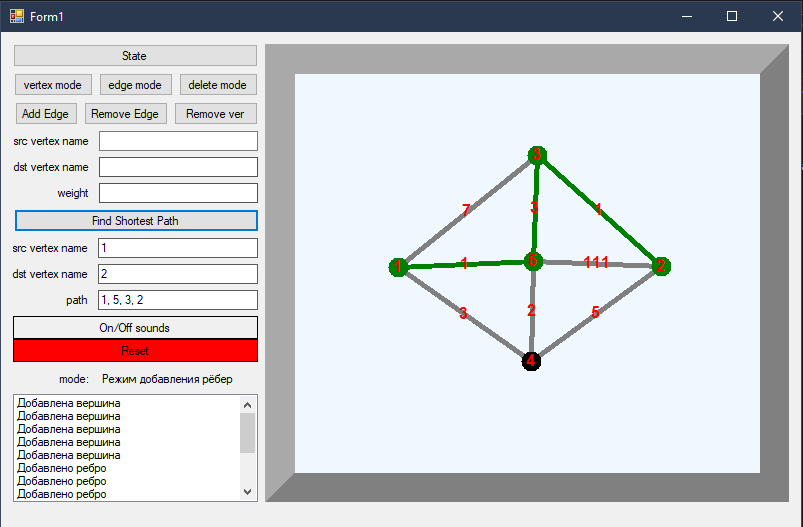 Form1
State
vertex mode edge mode delete mode
Add Edge Remove Edge Remove ver
src vertex name
dst vertex name
weight
Find Shortest Path
src vertex name 1
dst vertex name 2
path 1, 5, 3, 2
On/Off sounds
Reset
mode: Режим добавления рёбер
Добавлена вершина
Добавлена вершина
Добавлена вершина
Добавлена вершина
Добавлена вершина
Добавлено ребро
Добавлено ребро
Добавлено ребро
3
7 3 1
1 1 5 111 2
3 2 5
4